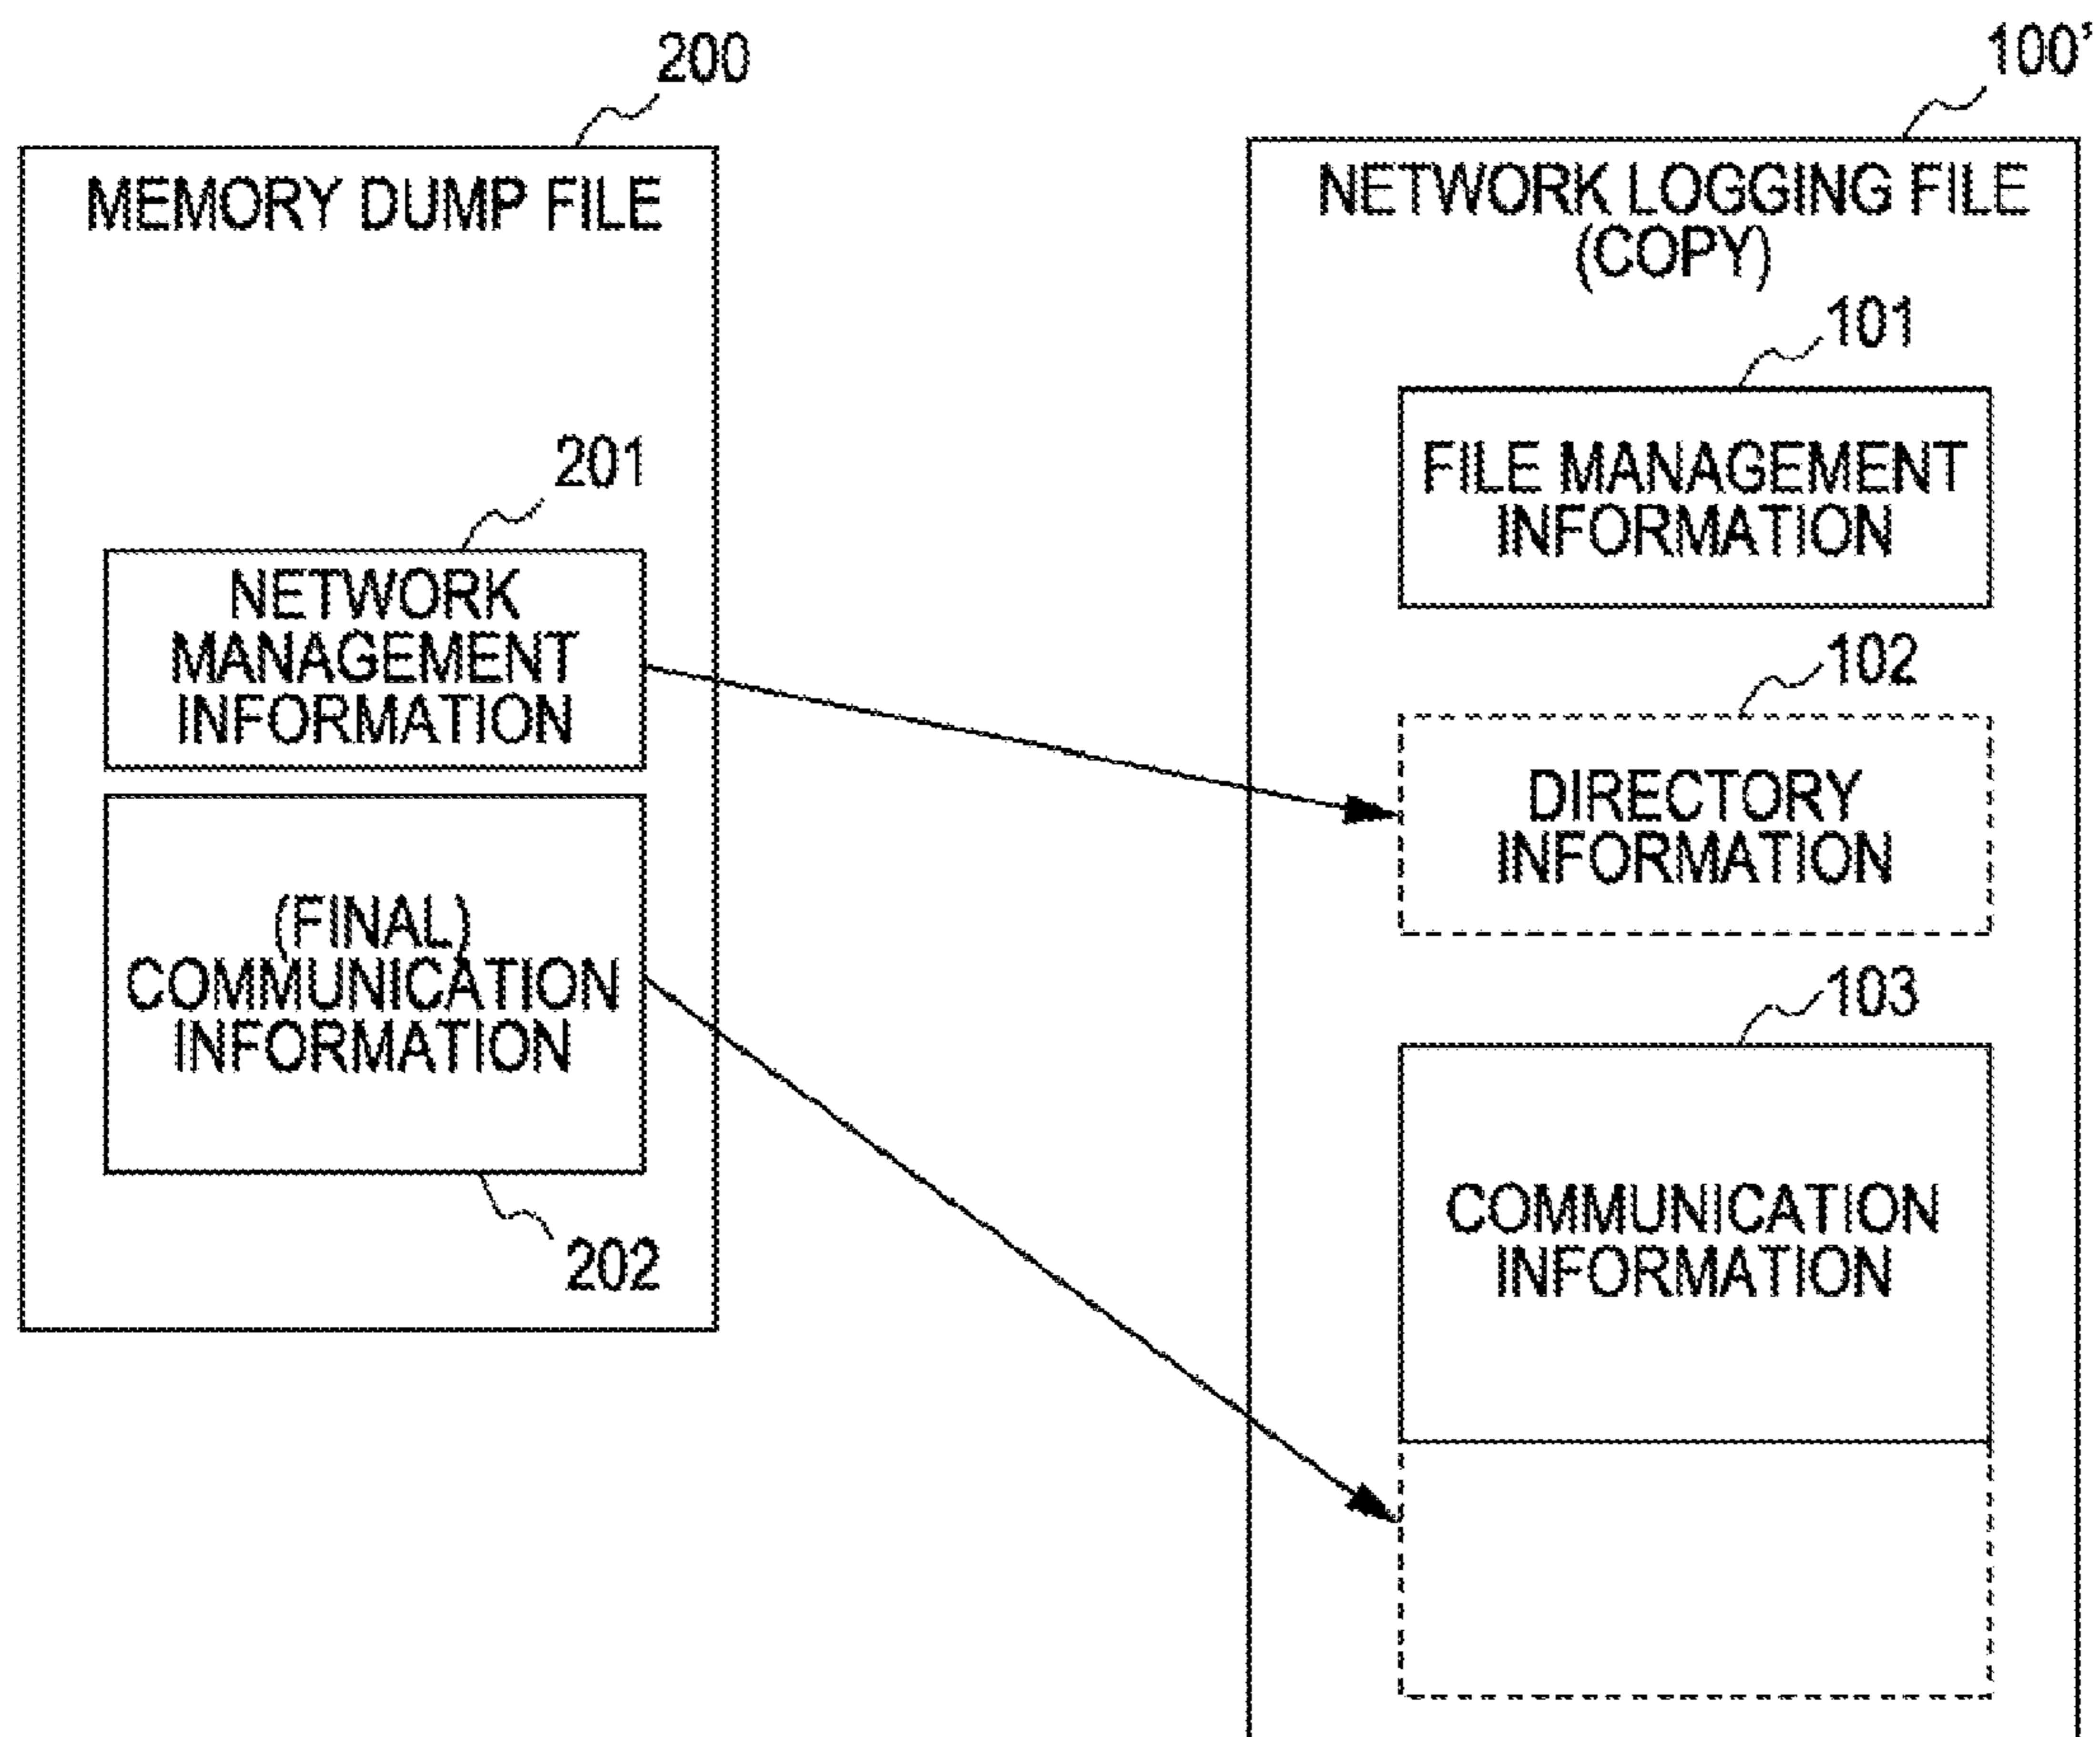 200
MEMORY DUMP FILE
201
NETWORK
MANAGEMENT
INFORMATION
(FINAL)
COMMUNICATION
INFORMATION
202
100'
NETWORK LOGGING FILE
(COPY)
101
FILE MANAGEMENT
INFORMATION
102
DIRECTORY
INFORMATION
103
COMMUNICATION
INFORMATION